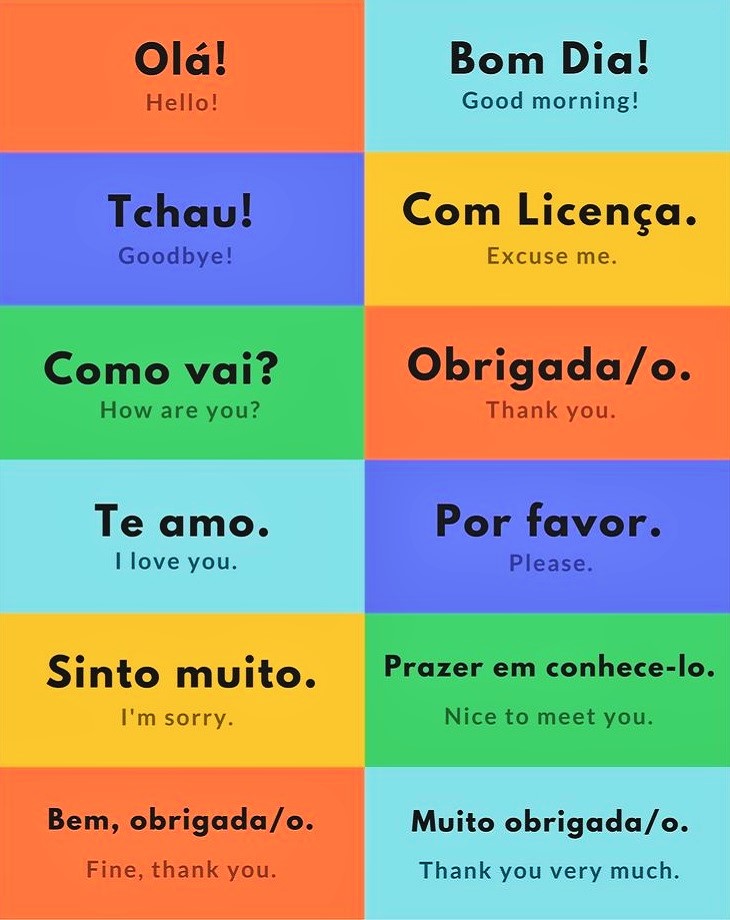 Olá!
Hello!
Bom Dia!
Good morning!
Tchau!
Goodbye!
Com Licença.
Excuse me.
Como vai?
How are you?
Obrigada/o.
Thank you.
Te amo.
I love you.
Por favor.
Please.
Sinto muito.
I'm sorry.
Prazer em conhece-lo.
Nice to meet you.
Bem, obrigada/o.
Fine, thank you.
Muito obrigada/o.
Thank you very much.